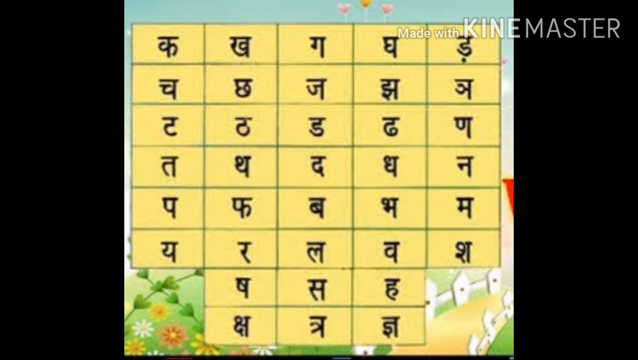 Made with KINEMASTER
क ख ग घ ड़
च छ ज झ ञ
ट ठ ड ढ ण
त थ द ध न
प फ ब भ म
य र ल व श
ष स ह
क्ष त्र ज्ञ